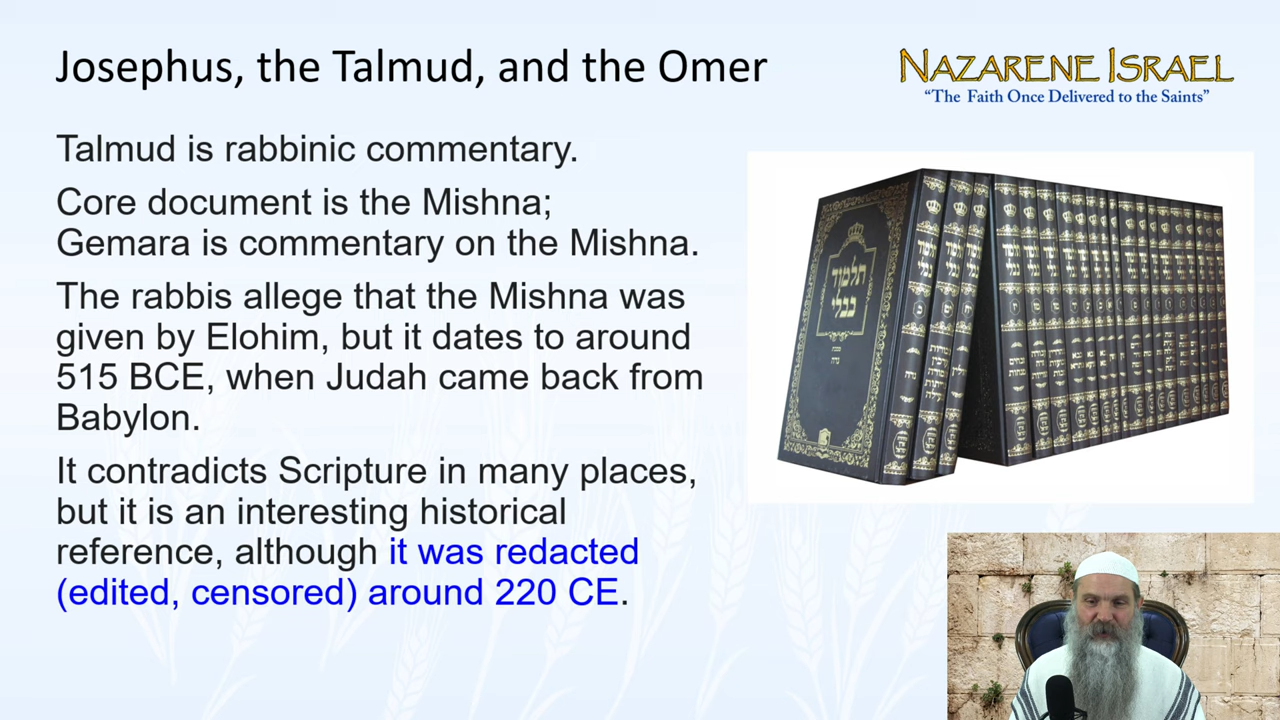 Josephus, the Talmud, and the Omer
NAZARENE ISRAEL
“The Faith Once Delivered to the Saints”
Talmud is rabbinic commentary.
Core document is the Mishna;
Gemara is commentary on the Mishna.
The rabbis allege that the Mishna was
given by Elohim, but it dates to around
515 BCE, when Judah came back from
Babylon.
It contradicts Scripture in many places,
but it is an interesting historical
reference, although it was redacted
(edited, censored) around 220 CE.
תלמוד
בבלי